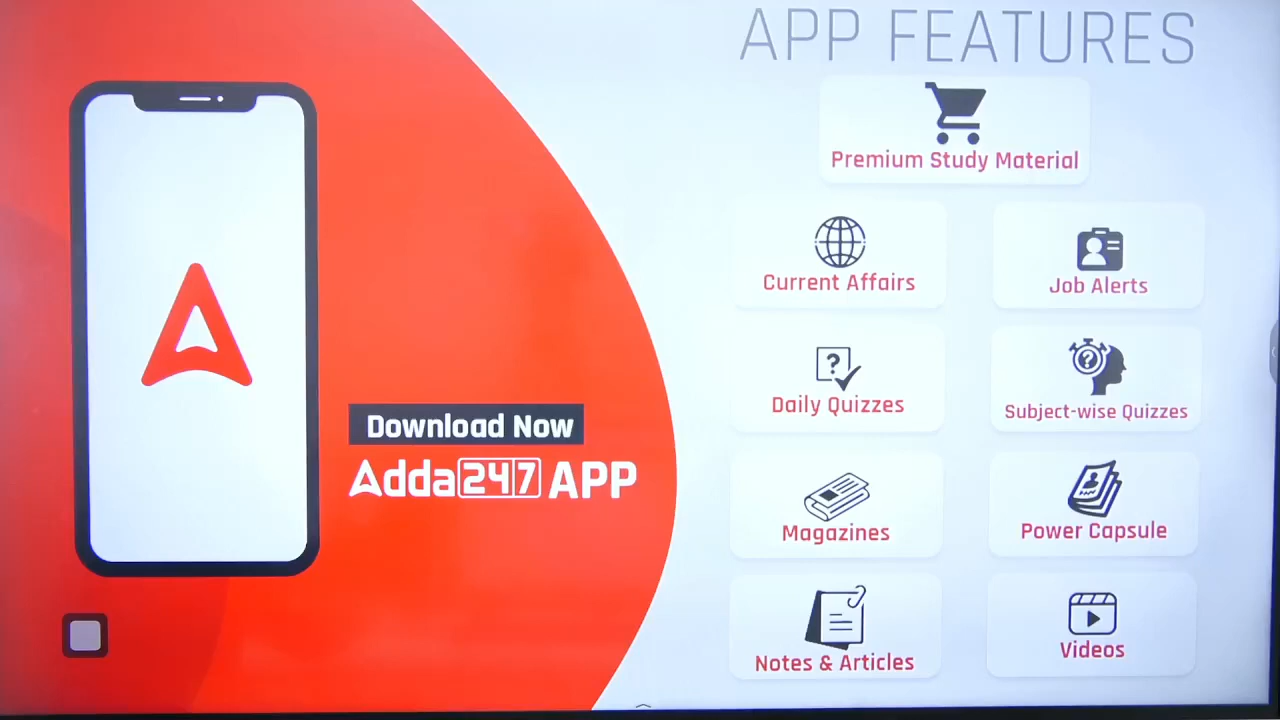 APP FEATURES
Premium Study Material
Current Affairs
Job Alerts
Daily Quizzes
Subject-wise Quizzes
Download Now
Adda247 APP
Magazines
Power Capsule
Notes & Articles
Videos